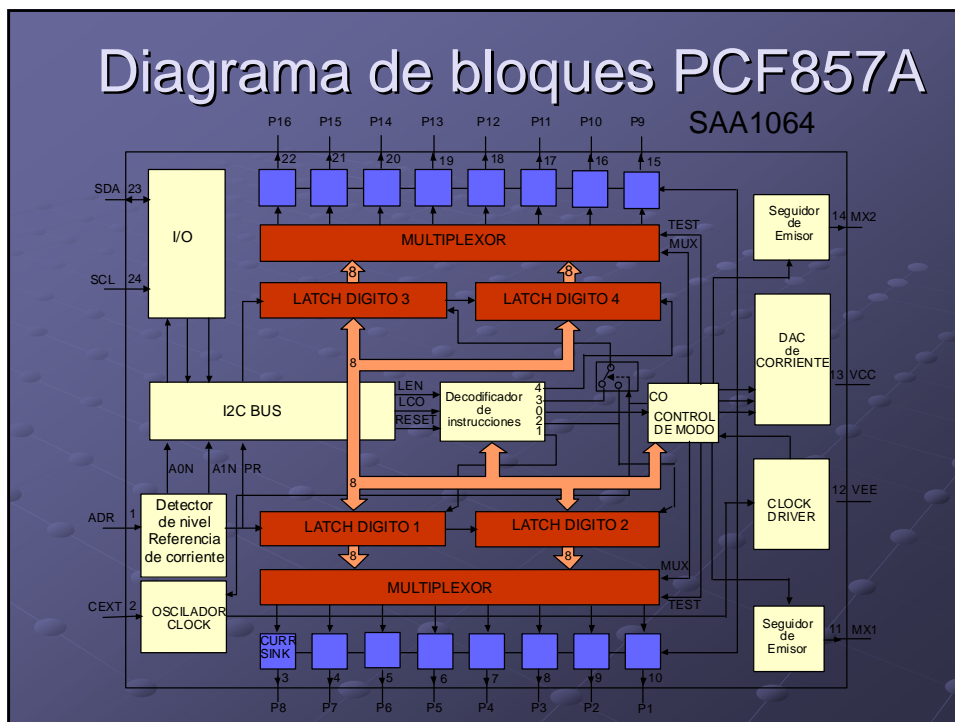 Diagrama de bloques PCF857A
SAA1064
P16 P15 P14 P13 P12 P11 P10 P9
22 21 20 19 18 17 16 15
SDA 23
I/O
SCL 24
MULTIPLEXOR
TEST
MUX
Seguidor
de
Emisor
14 MX2
8 8
LATCH DIGITO 3
LATCH DIGITO 4
8
DAC
de
CORRIENTE
13 VCC
I2C BUS
LEN
LCO
RESET
Decodificador
de
instrucciones
4
3
0
2
1
CO
CONTROL
DE MODO
A0N A1N PR
8 8
ADR 1
Detector
de nivel
Referencia
de corriente
LATCH DIGITO 1
LATCH DIGITO 2
CLOCK
DRIVER
12 VEE
8 8
MUX
MULTIPLEXOR
TEST
CEXT 2
OSCILADOR
CLOCK
CURR
SINK
Seguidor
de
Emisor
11 MX1
3 4 5 6 7 8 9 10
P8 P7 P6 P5 P4 P3 P2 P1